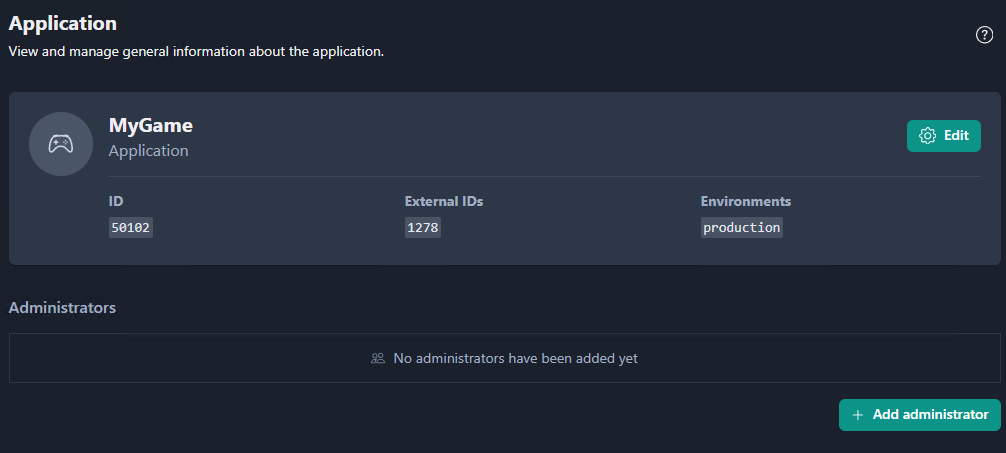 Application
View and manage general information about the application.
MyGame
Application
Edit
ID
External IDs
Environments
50102
1278
production
Administrators
No administrators have been added yet
Add administrator